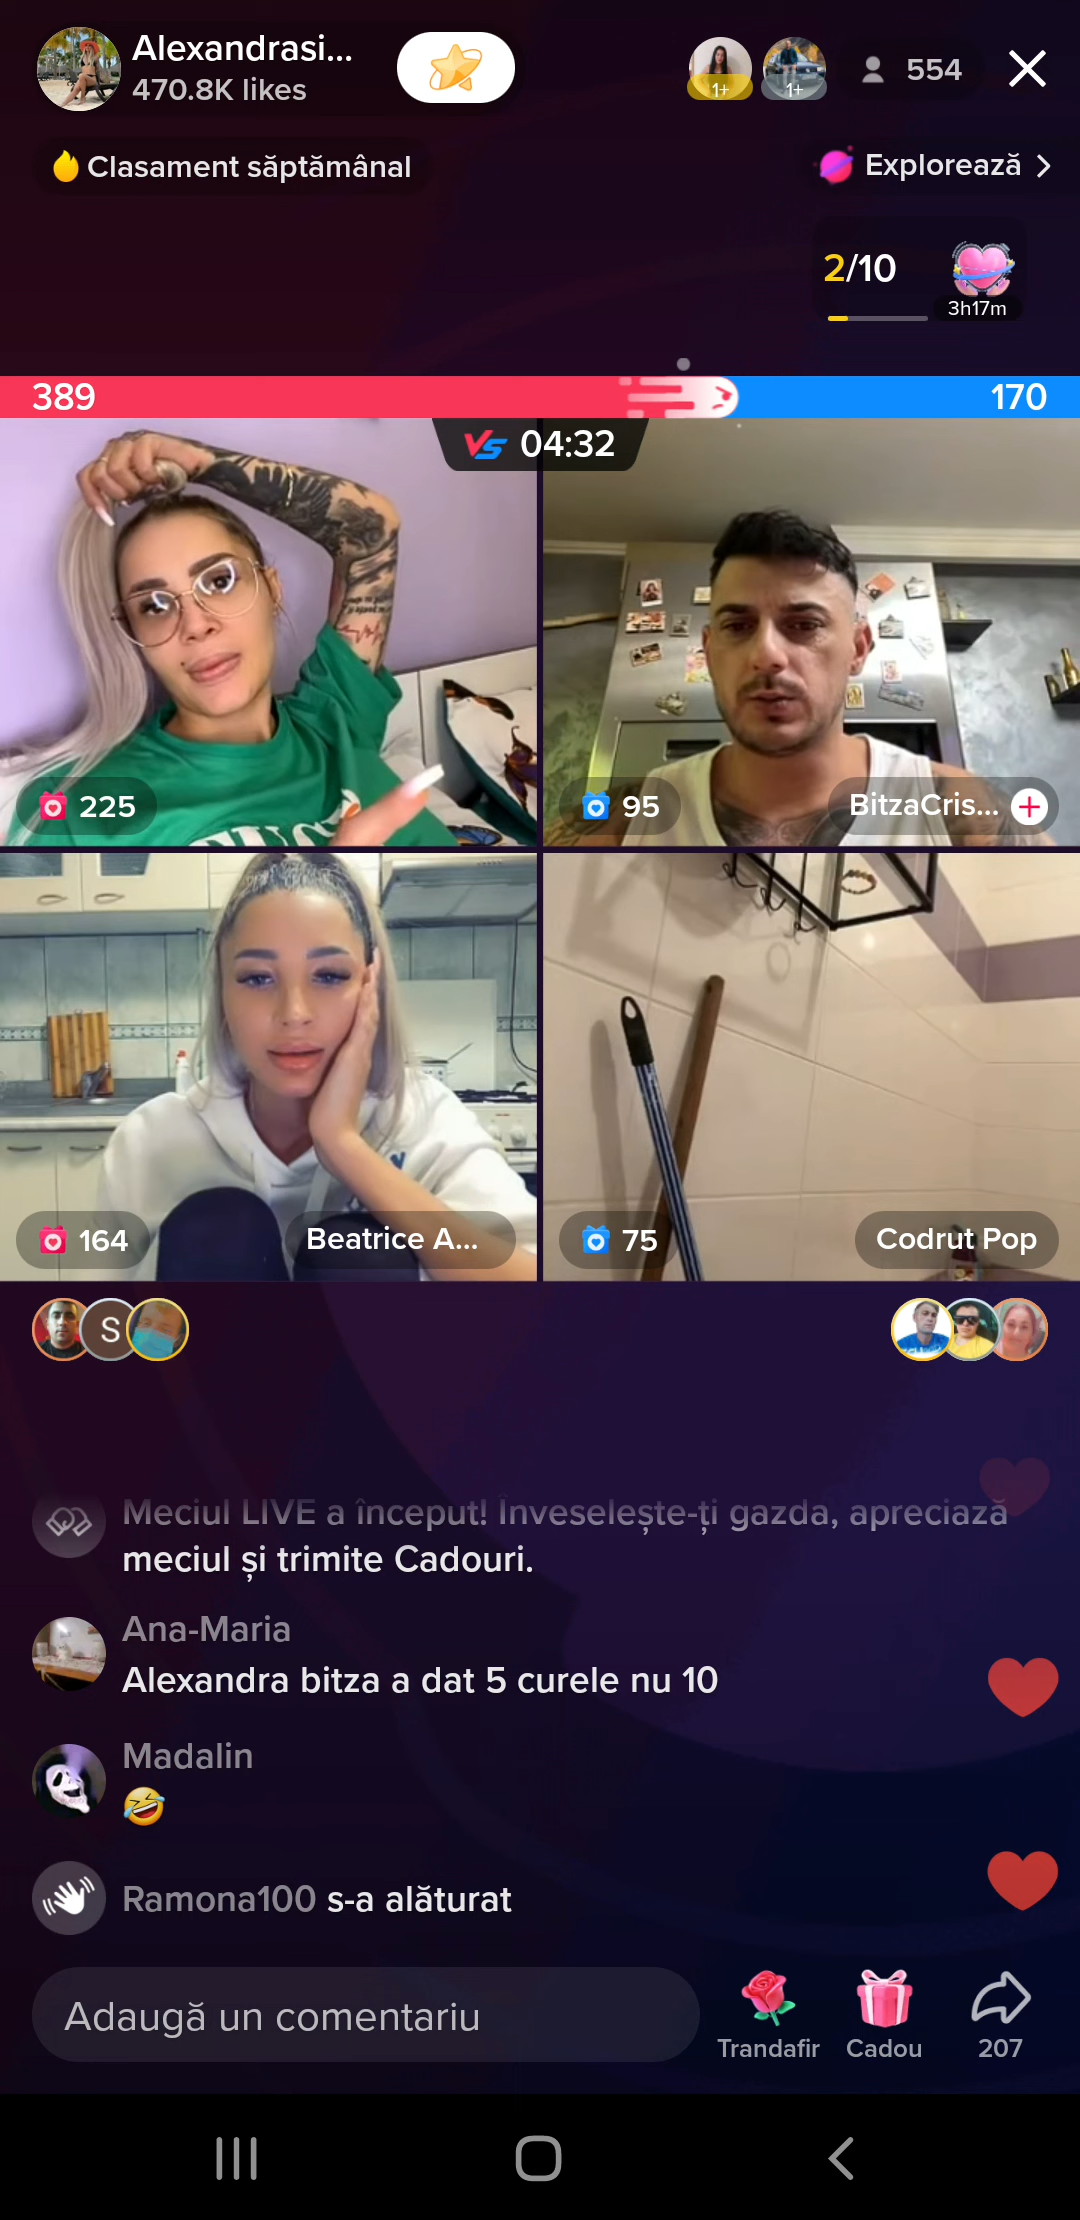 Alexandrasi...
470.8K likes
1+
1+
554
Clasament săptămânal
Explorează
2/10
3h17m
389
170
VS 04:32
225
95
BitzaCris...
164
Beatrice A...
75
Codrut Pop
S
Meciul LIVE a început! Înveselește-ți gazda, apreciază
meciul și trimite Cadouri.
Ana-Maria
Alexandra bitza a dat 5 curele nu 10
Madalin
🤣
Ramona100 s-a alăturat
Adaugă un comentariu
Trandafir
Cadou
207